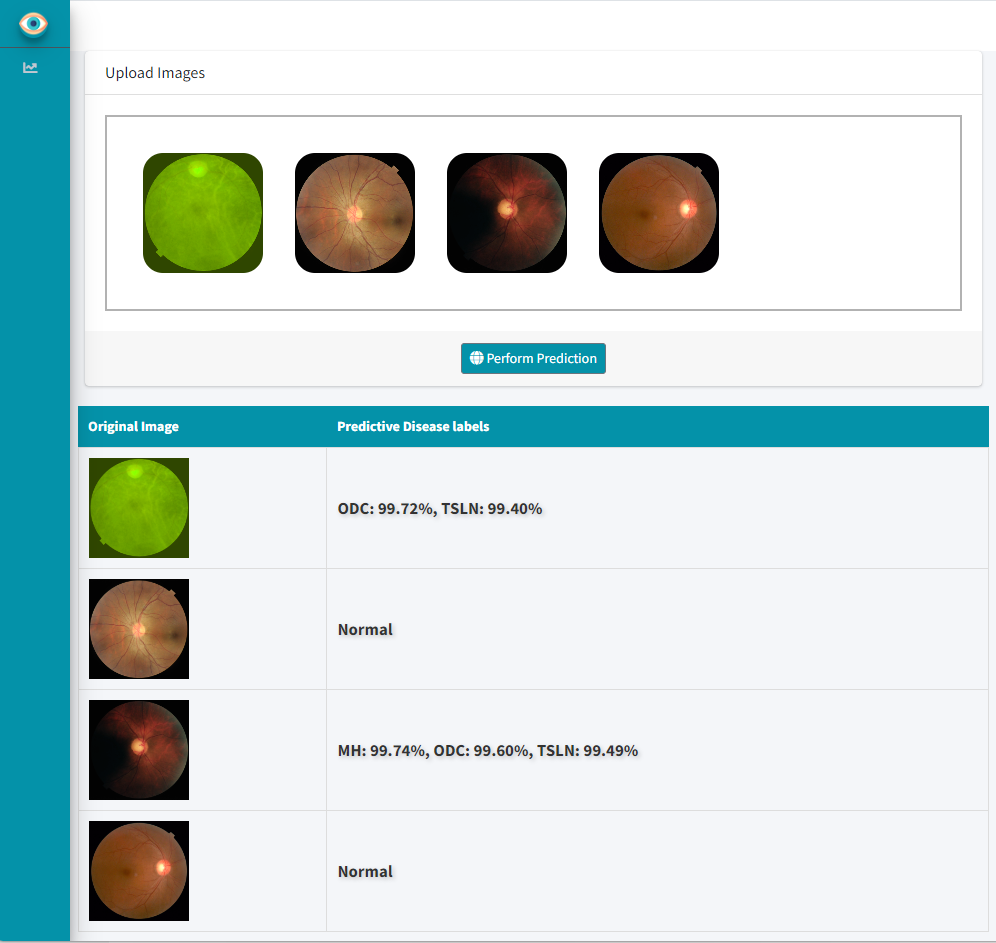 Upload Images
Perform Prediction
Original Image Predictive Disease labels
ODC: 99.72%, TSLN: 99.40%
Normal
MH: 99.74%, ODC: 99.60%, TSLN: 99.49%
Normal